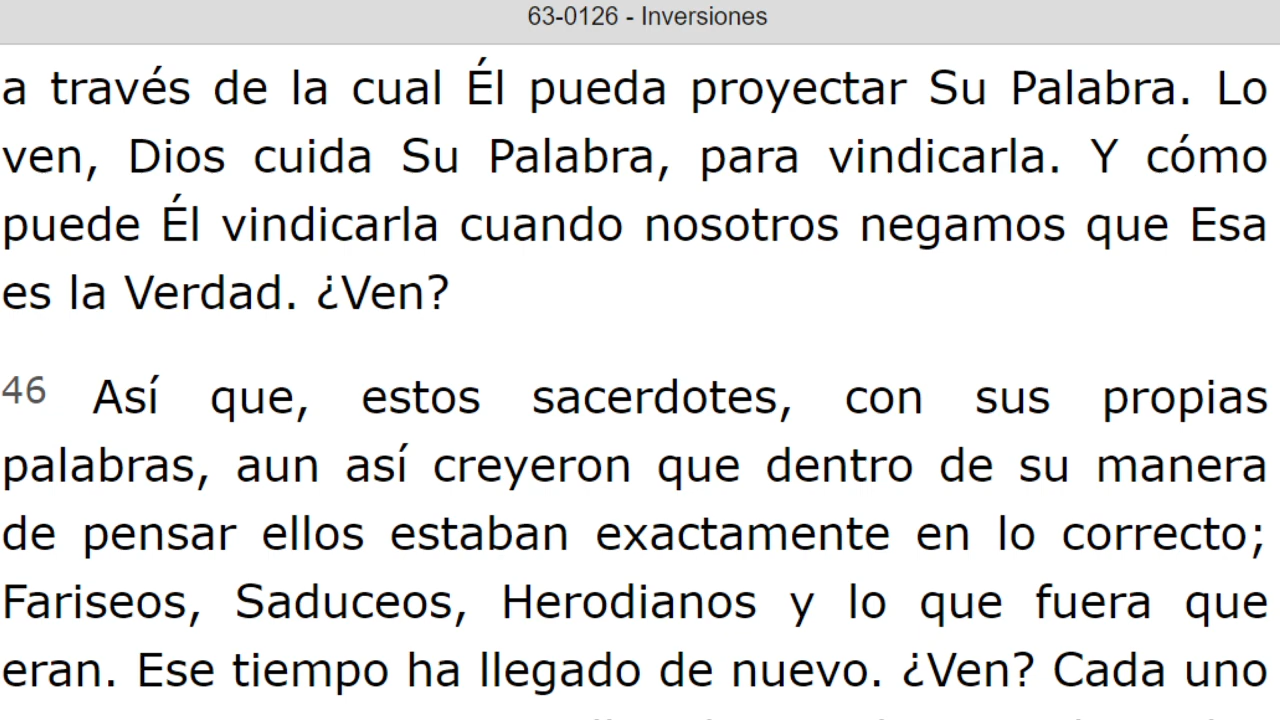 63-0126 - Inversiones
a través de la cual Él pueda proyectar Su Palabra. Lo
ven, Dios cuida Su Palabra, para vindicarla. Y cómo
puede Él vindicarla cuando nosotros negamos que Esa
es la Verdad. ¿Ven?
46 Así que, estos sacerdotes, con sus propias
palabras, aun así creyeron que dentro de su manera
de pensar ellos estaban exactamente en lo correcto;
Fariseos, Saduceos, Herodianos y lo que fuera que
eran. Ese tiempo ha llegado de nuevo. ¿Ven? Cada uno